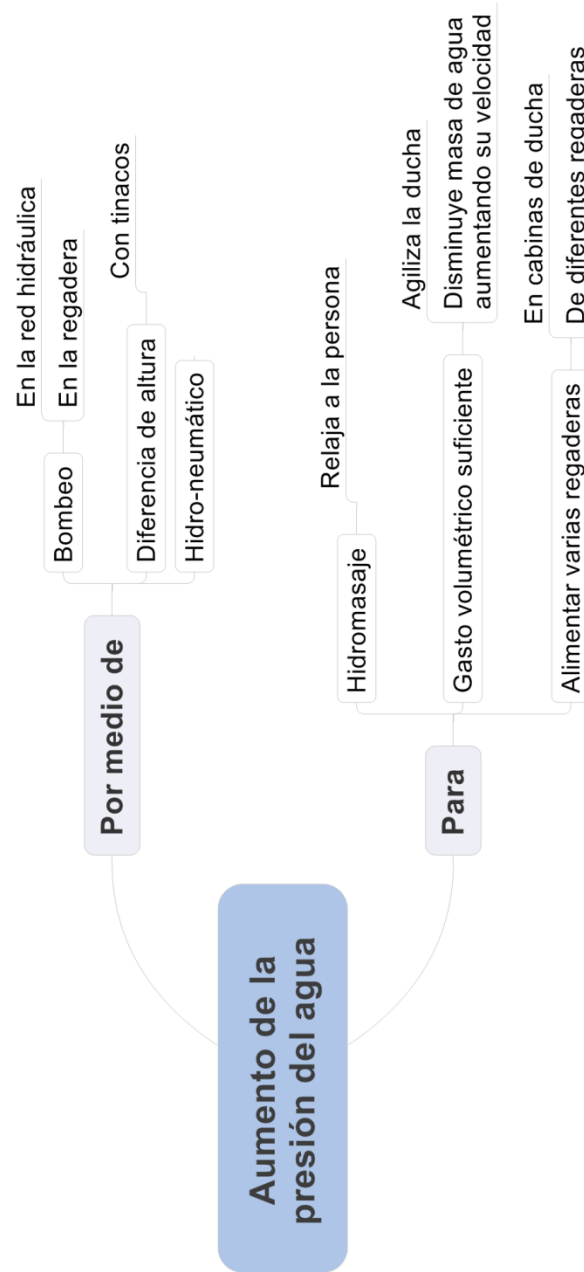 Aumento de la
presión del agua
Por medio de
Bombeo
En la red hidráulica
En la regadera
Diferencia de altura
Con tinacos
Hidro-neumático
Para
Hidromasaje
Relaja a la persona
Gasto volumétrico suficiente
Agiliza la ducha
Disminuye masa de agua
aumentando su velocidad
Alimentar varias regaderas
En cabinas de ducha
De diferentes regaderas